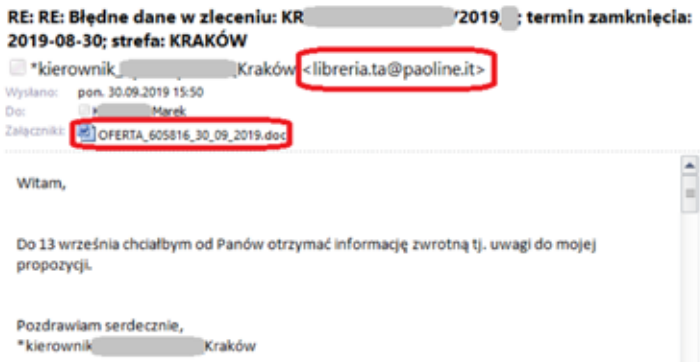 RE: RE: Błędne dane w zleceniu: KR /2019 ; termin zamknięcia:
2019-08-30; strefa: KRAKÓW
*kierownik_ _Kraków <libreria.ta@paoline.it>
Wysłano: pon. 30.09.2019 15:50
Do: K Marek
Załączniki: OFERTA_605816_30_09_2019.doc
Witam,
Do 13 września chciałbym od Panów otrzymać informację zwrotną tj. uwagi do mojej
propozycji.
Pozdrawiam serdecznie,
*kierownik Kraków